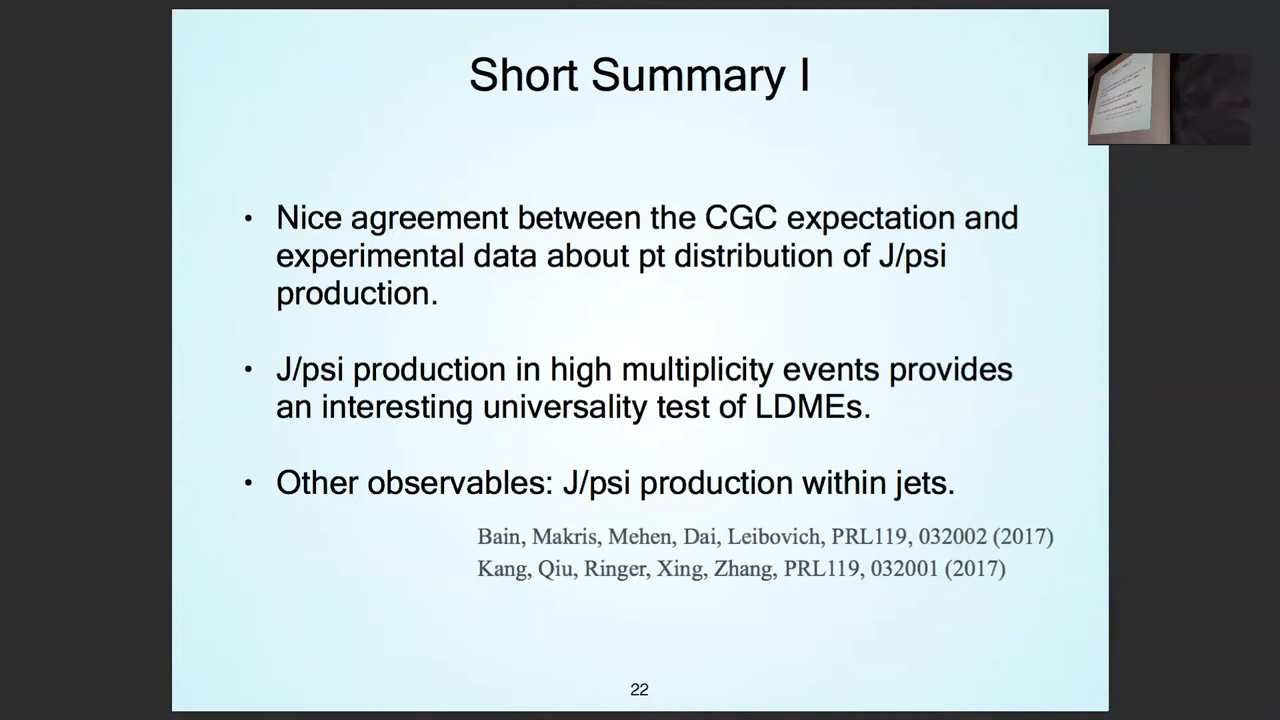 Short Summary I
• Nice agreement between the CGC expectation and
experimental data about pt distribution of J/psi
production.
• J/psi production in high multiplicity events provides
an interesting universality test of LDMEs.
• Other observables: J/psi production within jets.
Bain, Makris, Mehen, Dai, Leibovich, PRL119, 032002 (2017)
Kang, Qiu, Ringer, Xing, Zhang, PRL119, 032001 (2017)
22